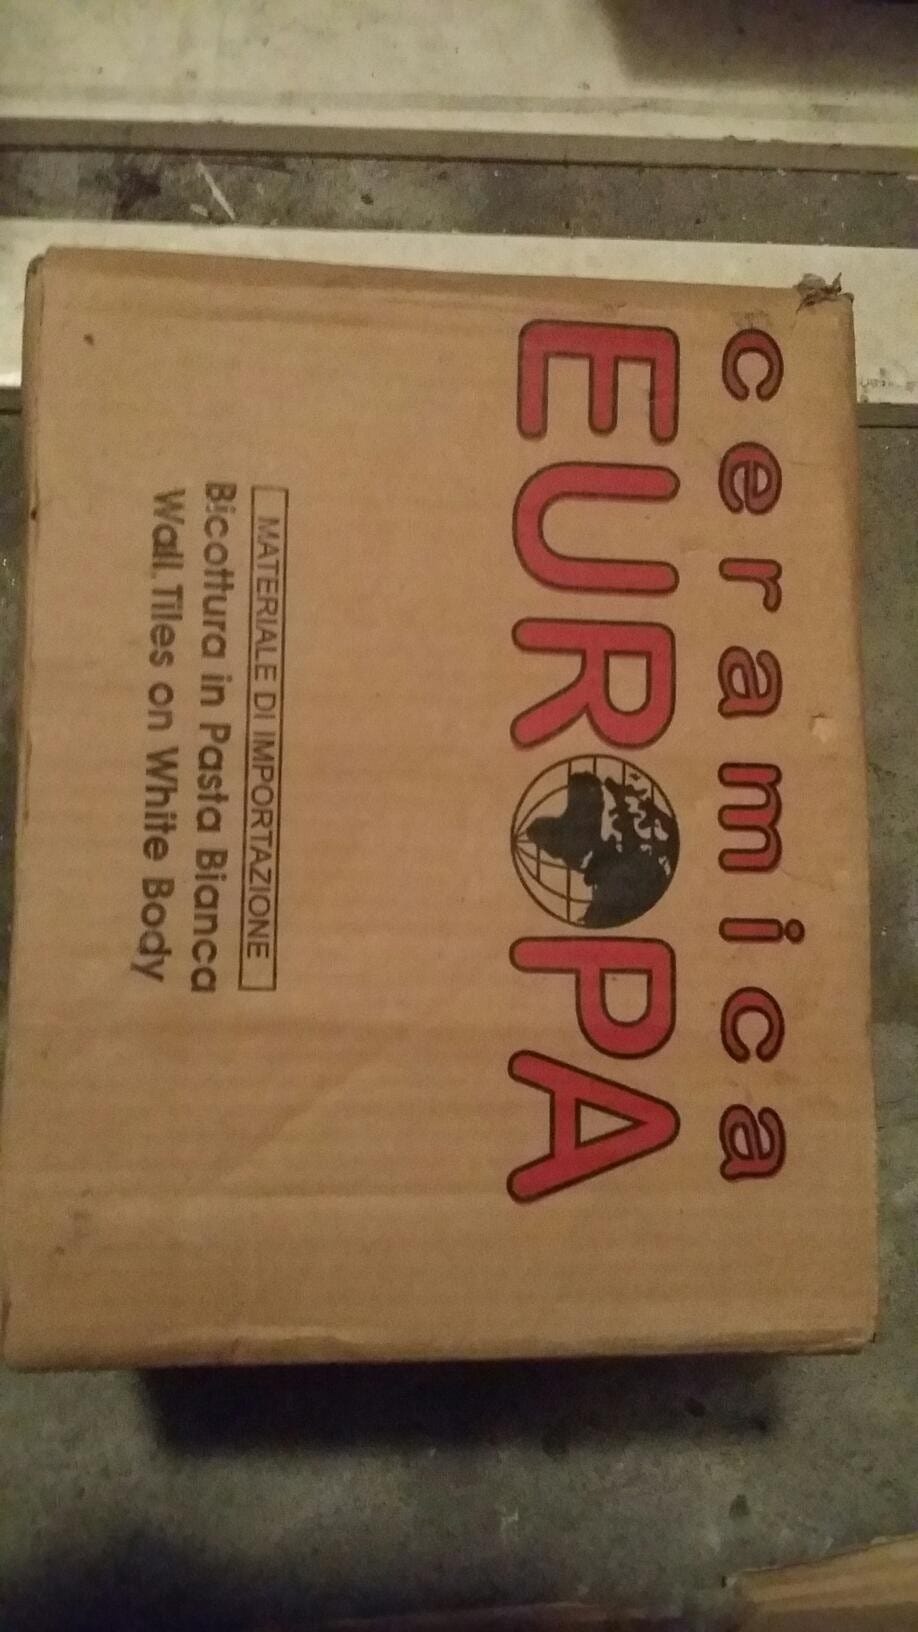 ceramica
EUROPA
MATERIALE DI IMPORTAZIONE
Bicottura in Pasta Bianca
Wall Tiles on White Body